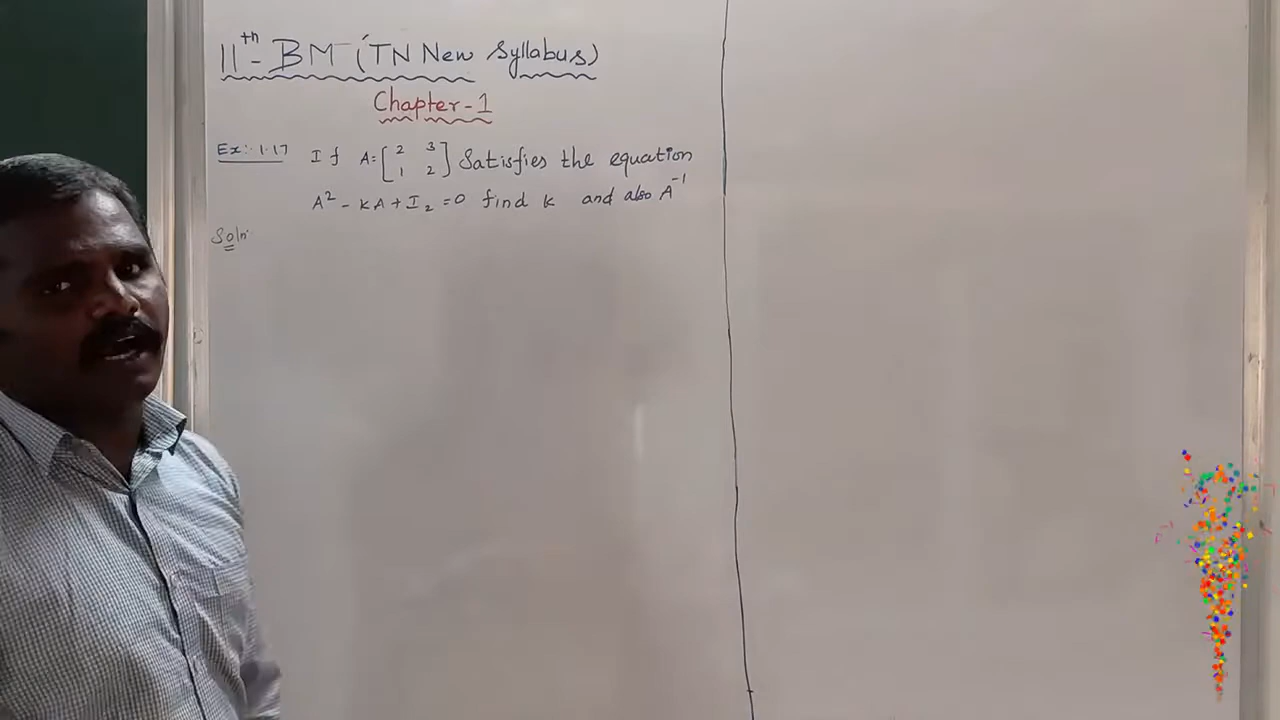 11th - BM (TN New Syllabus)
Chapter - 1
Ex:- 1.17 If A = [2 3
1 2] Satisfies the equation
A² - KA + I₂ = 0 find k and also A⁻¹
Soln: